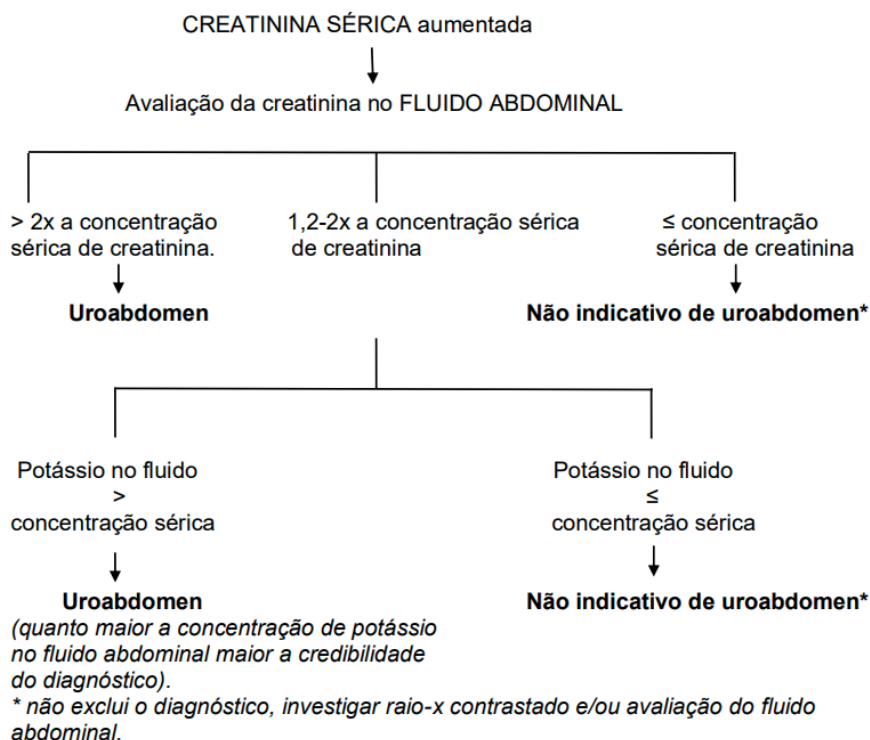 CREATININA SÉRICA aumentada
Avaliação da creatinina no FLUIDO ABDOMINAL
> 2x a concentração
sérica de creatinina.
1,2-2x a concentração sérica
de creatinina
≤ concentração
sérica de creatinina
Uroabdomen
Não indicativo de uroabdomen*
Potássio no fluido
>
concentração sérica
Potássio no fluido
≤
concentração sérica
Uroabdomen
Não indicativo de uroabdomen*
(quanto maior a concentração de potássio
no fluido abdominal maior a credibilidade
do diagnóstico).
* não exclui o diagnóstico, investigar raio-x contrastado e/ou avaliação do fluido
abdominal.